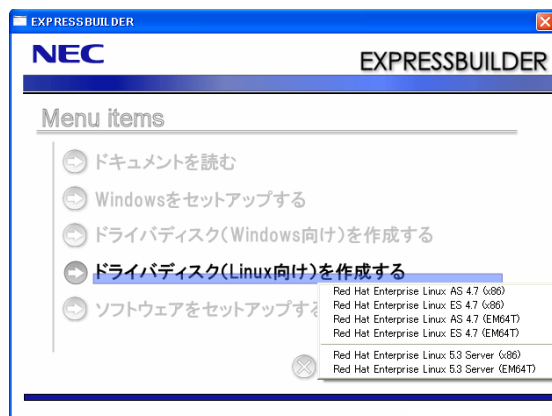 EXPRESSBUILDER
NEC
EXPRESSBUILDER
Menu items
ドキュメントを読む
Windowsをセットアップする
ドライバディスク(Windows向け)を作成する
ドライバディスク(Linux向け)を作成する
ソフトウェアをセットアップする
Red Hat Enterprise Linux AS 4.7 (x86)
Red Hat Enterprise Linux ES 4.7 (x86)
Red Hat Enterprise Linux AS 4.7 (EM64T)
Red Hat Enterprise Linux ES 4.7 (EM64T)
Red Hat Enterprise Linux 5.3 Server (x86)
Red Hat Enterprise Linux 5.3 Server (EM64T)